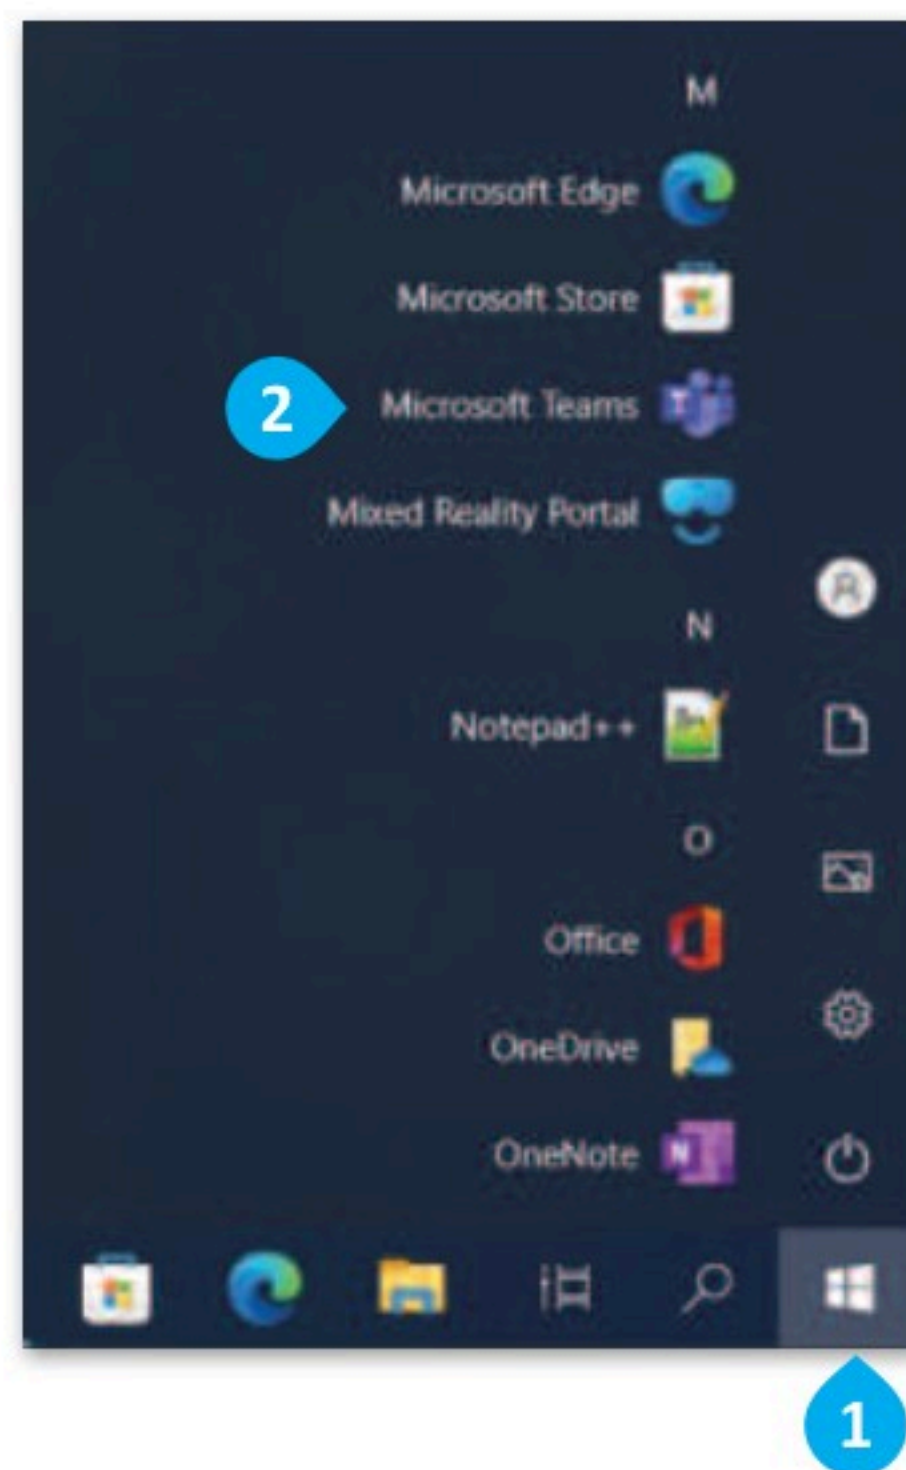 M
Microsoft Edge
Microsoft Store
2
Microsoft Teams
Mixed Reality Portal
N
Notepad++
O
Office
OneDrive
OneNote
1